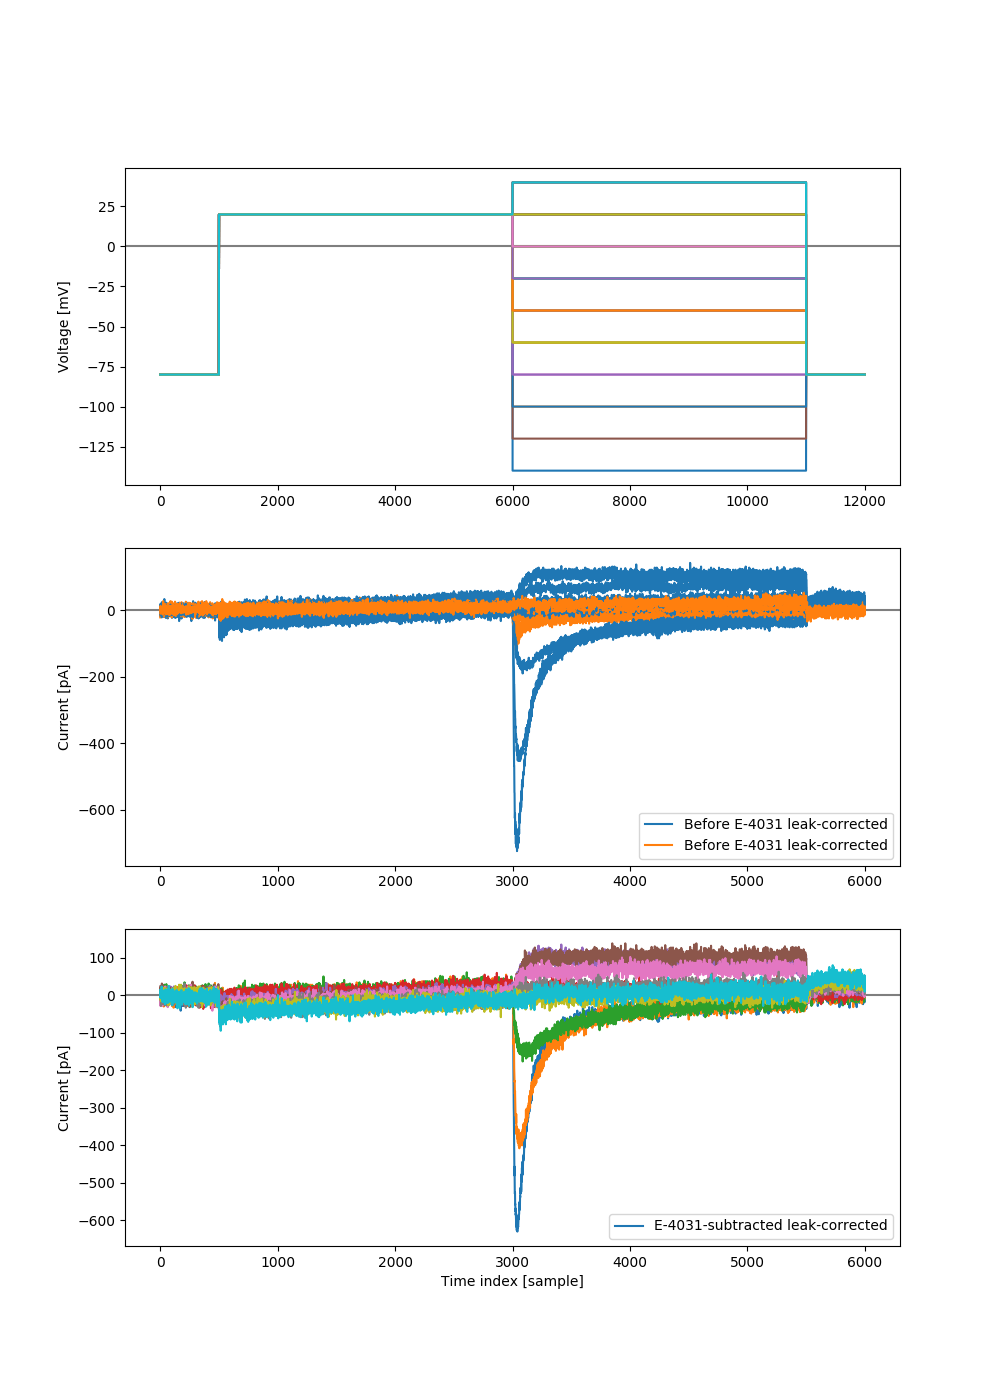 25
0
−25
−50
−75
−100
−125
Voltage [mV]
0 2000 4000 6000 8000 10000 12000
0
−200
−400
−600
Current [pA]
Before E-4031 leak-corrected
Before E-4031 leak-corrected
0 1000 2000 3000 4000 5000 6000
100
0
−100
−200
−300
−400
−500
−600
Current [pA]
E-4031-subtracted leak-corrected
0 1000 2000 3000 4000 5000 6000
Time index [sample]